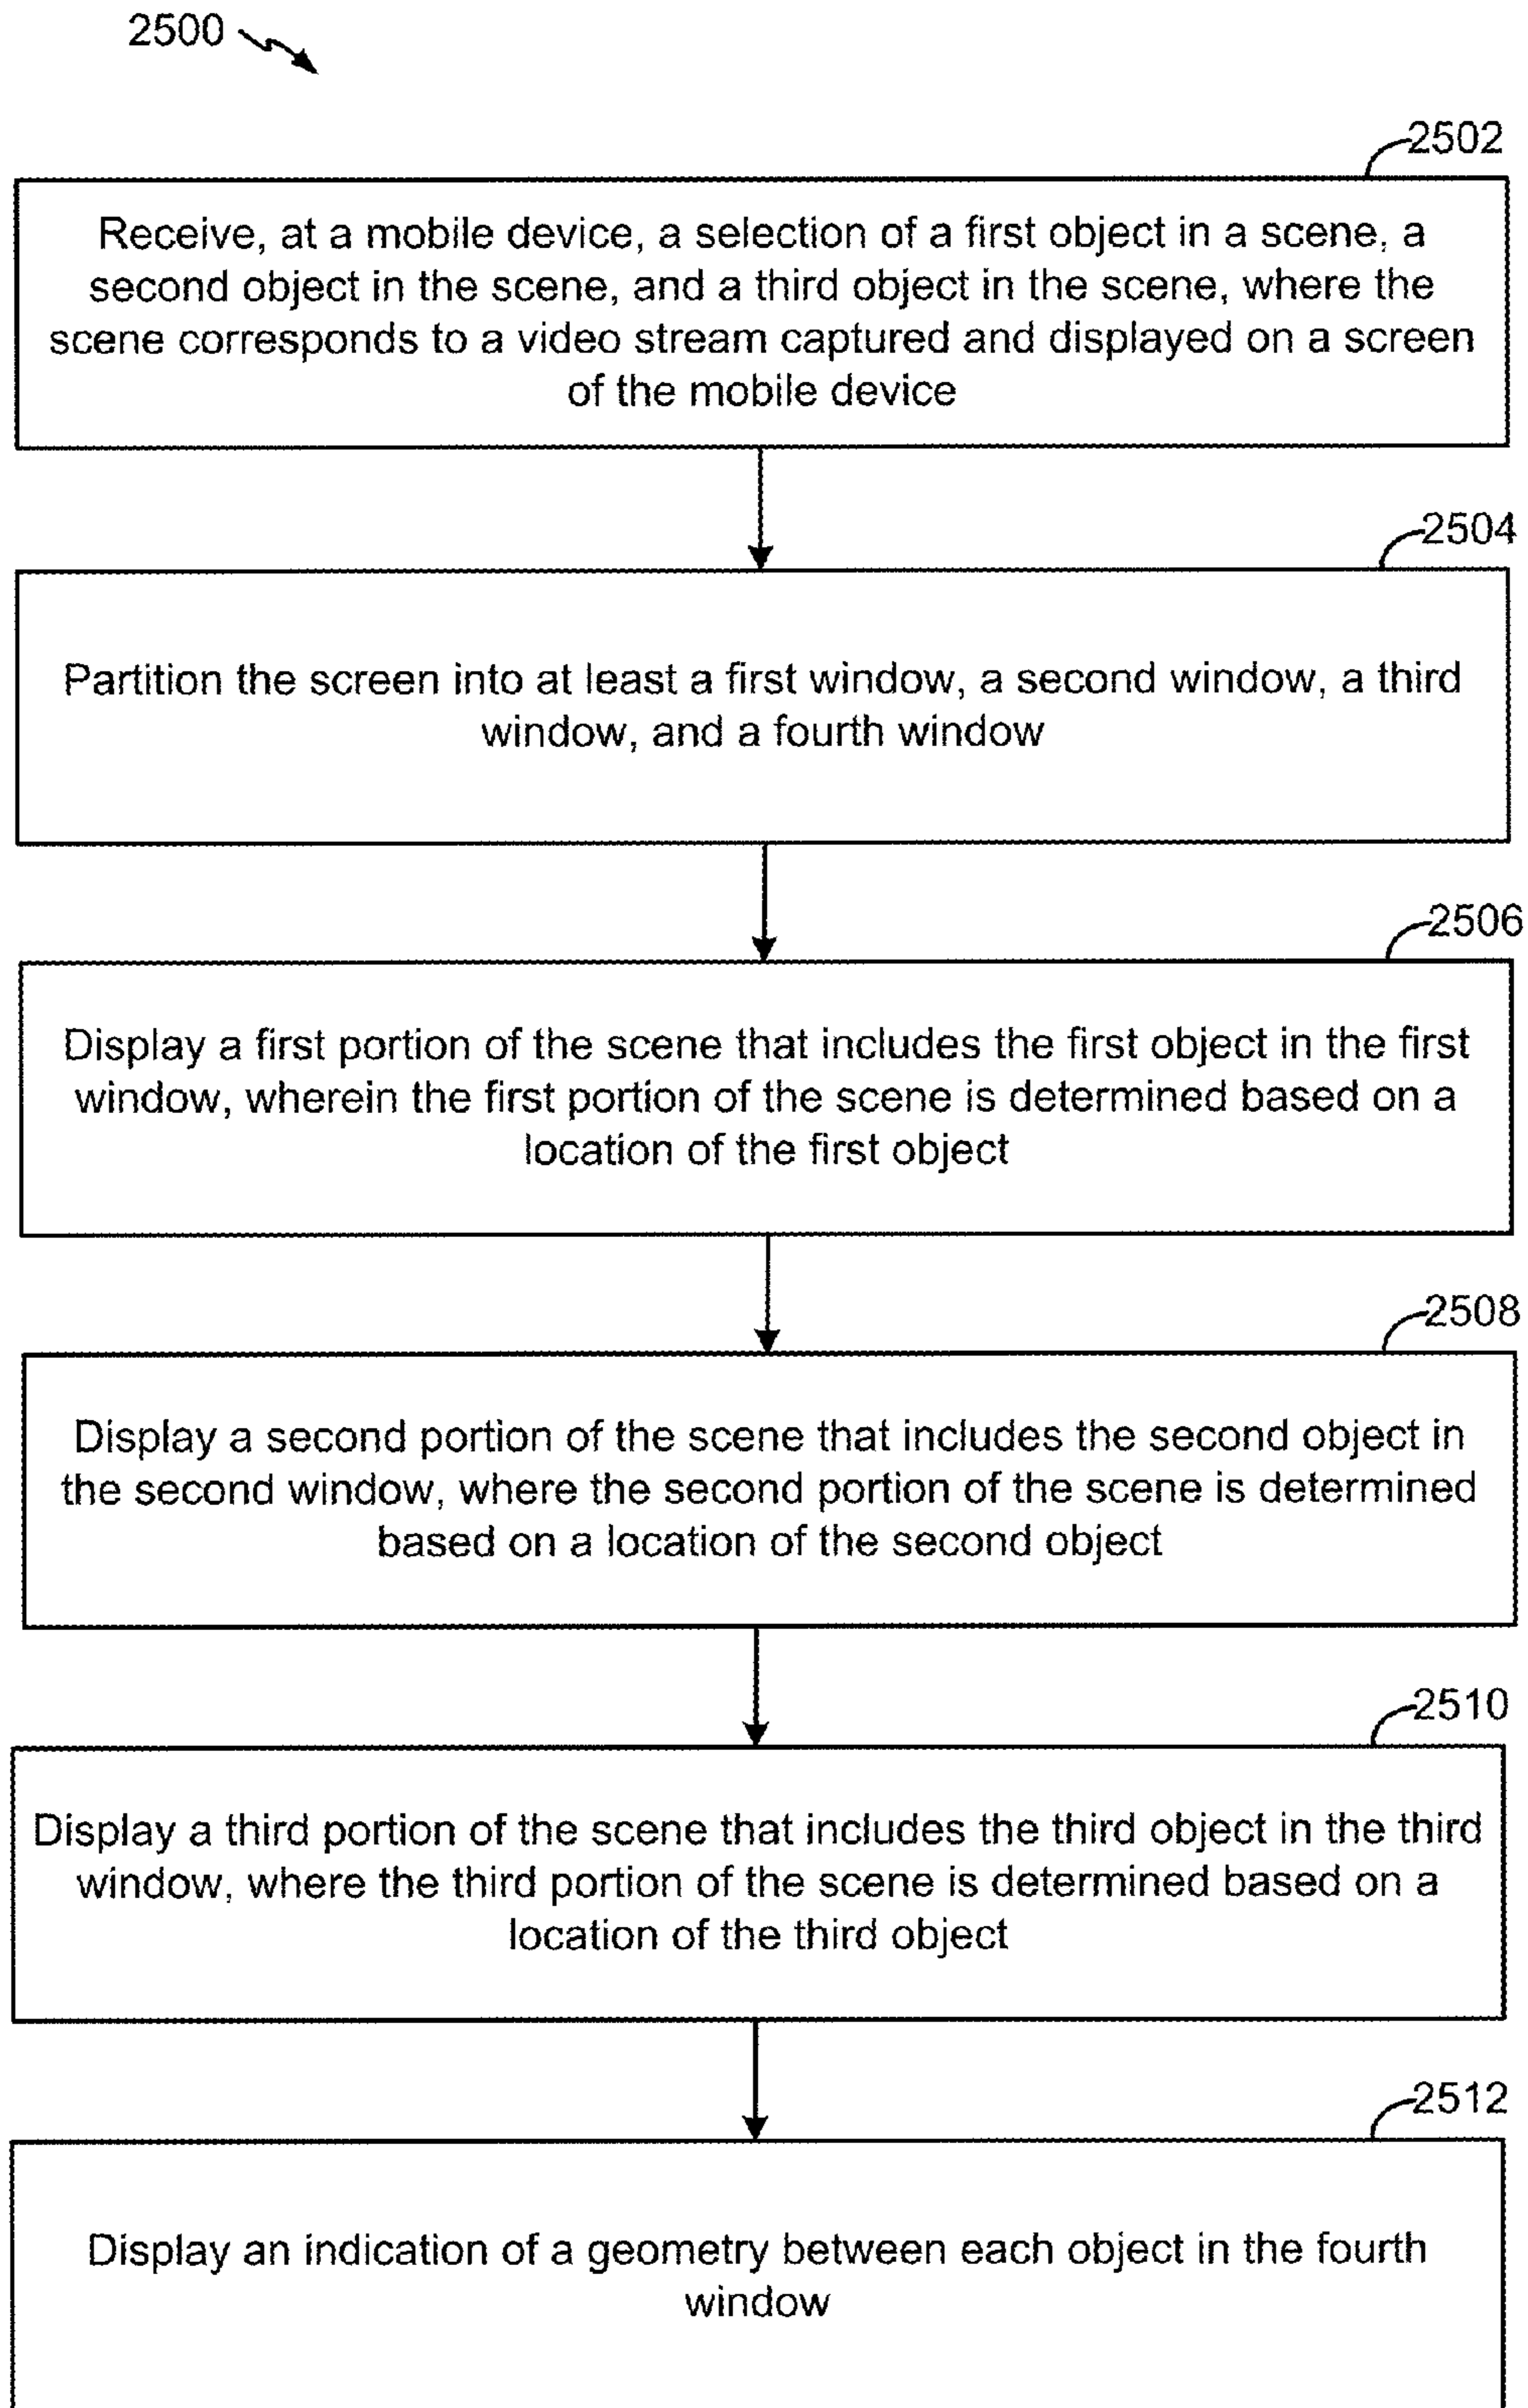 2500
2502
Receive, at a mobile device, a selection of a first object in a scene, a
second object in the scene, and a third object in the scene, where the
scene corresponds to a video stream captured and displayed on a screen
of the mobile device
2504
Partition the screen into at least a first window, a second window, a third
window, and a fourth window
2506
Display a first portion of the scene that includes the first object in the first
window, wherein the first portion of the scene is determined based on a
location of the first object
2508
Display a second portion of the scene that includes the second object in
the second window, where the second portion of the scene is determined
based on a location of the second object
2510
Display a third portion of the scene that includes the third object in the third
window, where the third portion of the scene is determined based on a
location of the third object
2512
Display an indication of a geometry between each object in the fourth
window